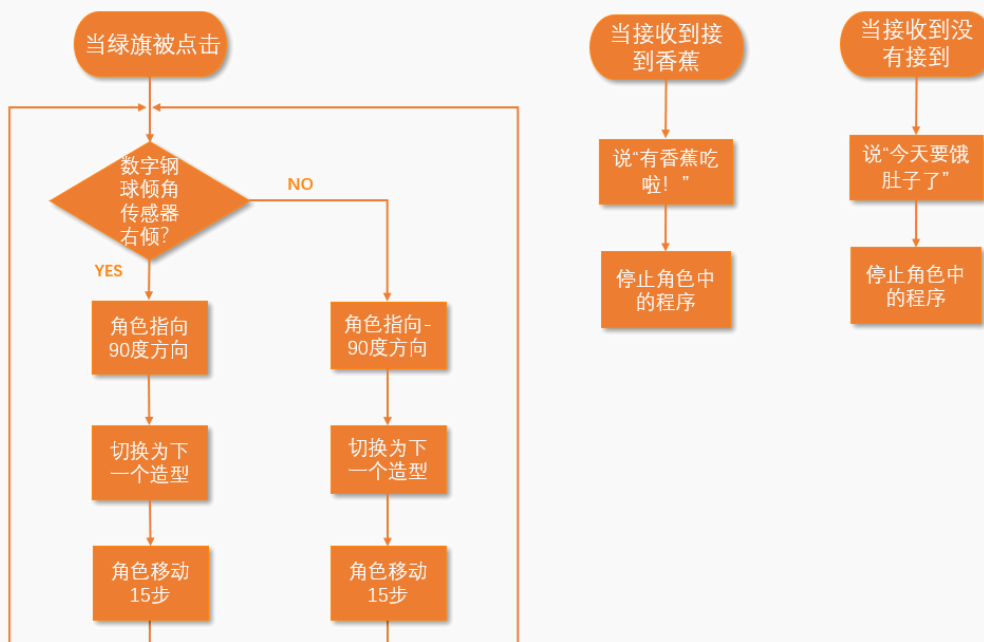 当绿旗被点击
数字钢
球倾角
传感器
右倾?
NO
YES
角色指向
90度方向
切换为下
一个造型
角色移动
15步
角色指向-
90度方向
切换为下
一个造型
角色移动
15步
当接收到接
到香蕉
说“有香蕉吃
啦！”
停止角色中
的程序
当接收到没
有接到
说“今天要饿
肚子了”
停止角色中
的程序